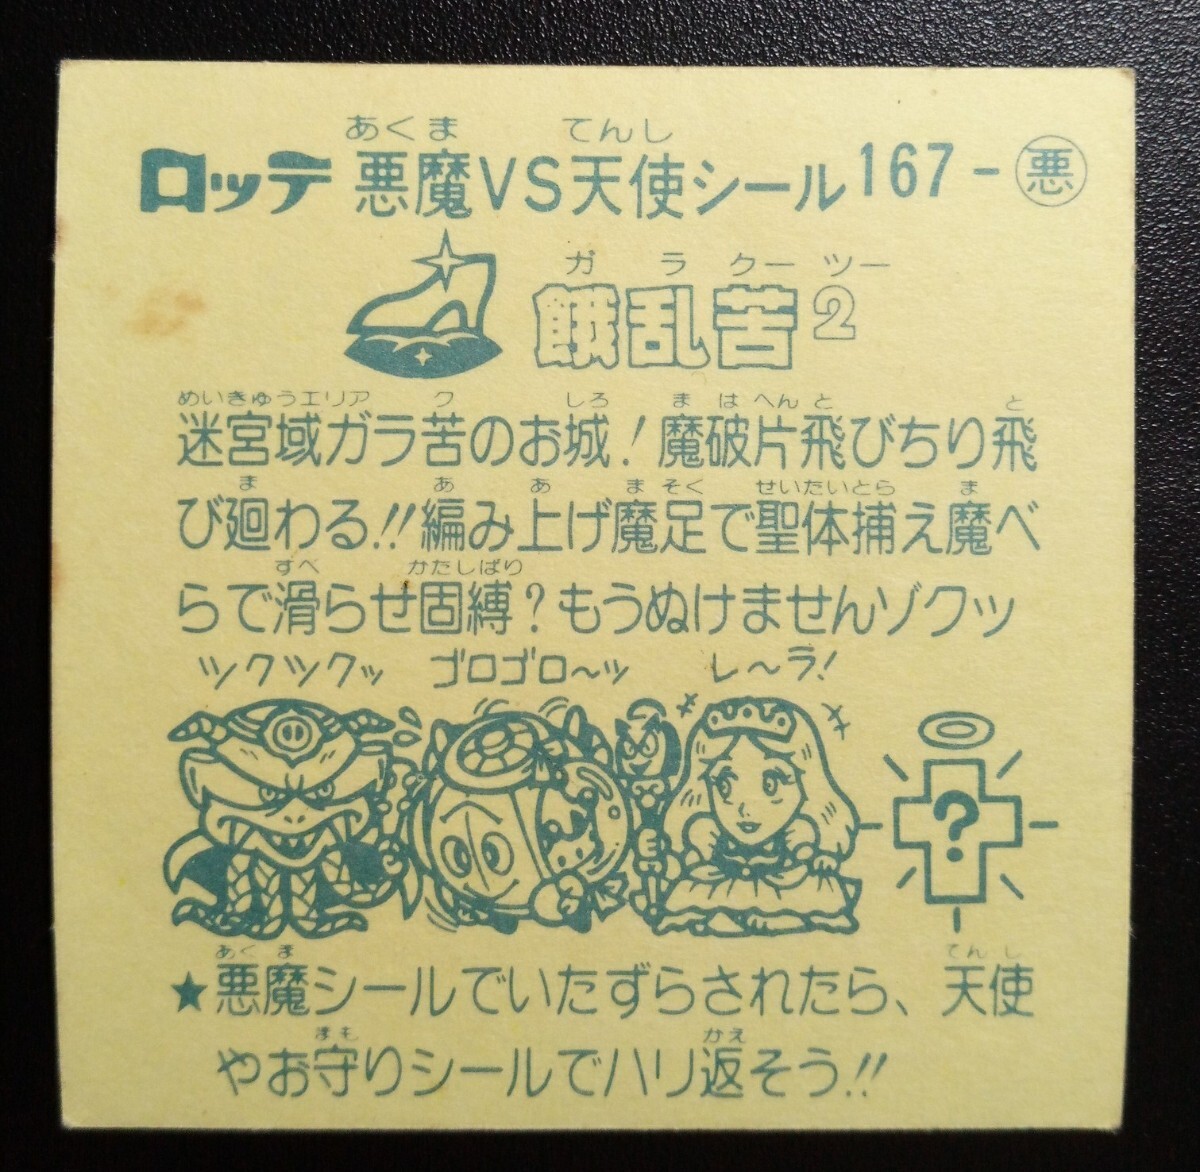 あくま てんし
ロッテ 悪魔VS天使シール 167-悪
ガラクーツー
餓乱苦2
めいきゅうエリア ク しろ ま は へん と と
迷宮域ガラ苦のお城！魔破片飛びちり飛
ま あ あ ま そく せいたいとら ま
び廻わる!!編み上げ魔足で聖体捕え魔べ
すべ かたしばり
らで滑らせ固縛？もうぬけませんゾクッ
ツクツクッ ゴロゴロ〜ッ レ〜ラ!
?
あくま てんし
★悪魔シールでいたずらされたら、天使
まも かえ
やお守りシールでハリ返そう!!